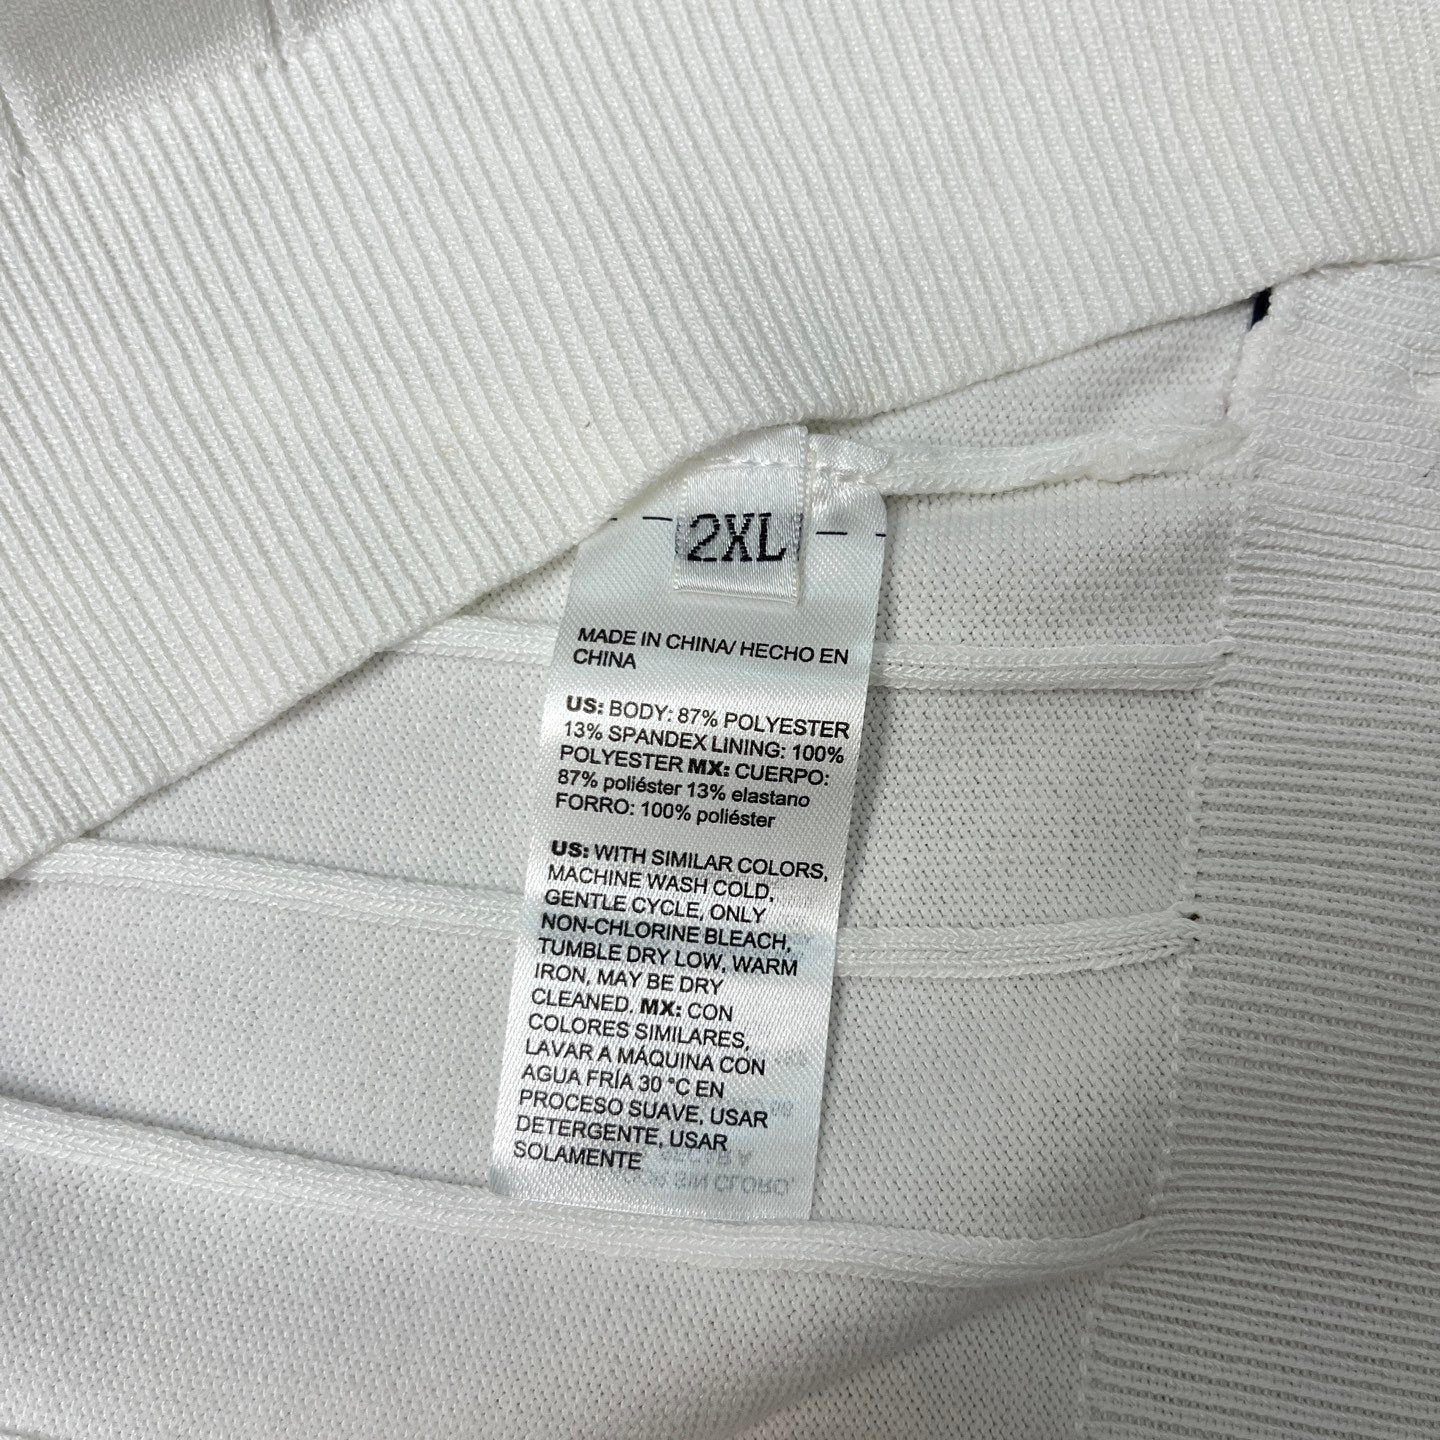 2XL
MADE IN CHINA/ HECHO EN
CHINA
US: BODY: 87% POLYESTER
13% SPANDEX LINING: 100%
POLYESTER MX: CUERPO:
87% poliéster 13% elastano
FORRO: 100% poliéster
US: WITH SIMILAR COLORS,
MACHINE WASH COLD,
GENTLE CYCLE, ONLY
NON-CHLORINE BLEACH,
TUMBLE DRY LOW, WARM
IRON, MAY BE DRY
CLEANED. MX: CON
COLORES SIMILARES,
LAVAR A MÁQUINA CON
AGUA FRÍA 30 °C EN
PROCESO SUAVE, USAR
DETERGENTE, USAR
SOLAMENTE